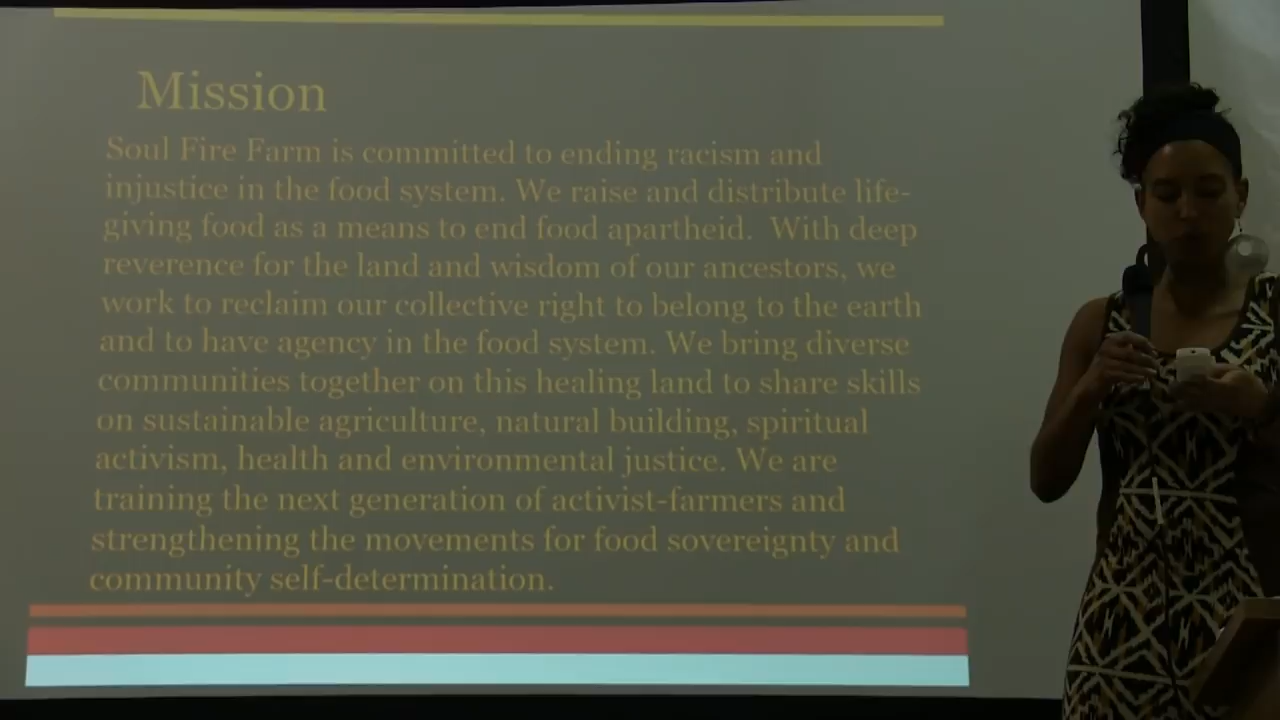 Mission
Soul Fire Farm is committed to ending racism and
injustice in the food system. We raise and distribute life-
giving food as a means to end food apartheid. With deep
reverence for the land and wisdom of our ancestors, we
work to reclaim our collective right to belong to the earth
and to have agency in the food system. We bring diverse
communities together on this healing land to share skills
on sustainable agriculture, natural building, spiritual
activism, health and environmental justice. We are
training the next generation of activist-farmers and
strengthening the movements for food sovereignty and
community self-determination.